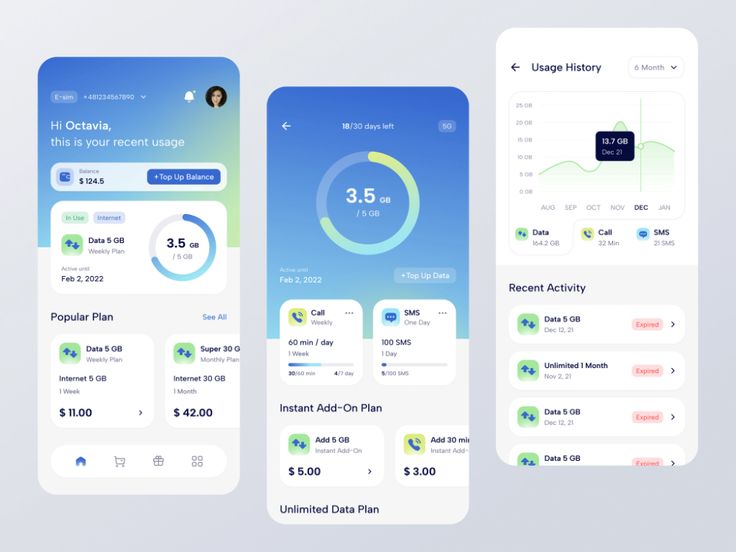 E-sim +481234567890
Hi Octavia,
this is your recent usage
Balance
$ 124.5
+Top Up Balance
In Use Internet
Data 5 GB
Weekly Plan
Active until
Feb 2, 2022
3.5 GB
/ 5 GB
Popular Plan See All
Data 5 GB
Weekly Plan
Internet 5 GB
1 Week
$ 11.00
Super 30 G
Monthly Plan
Internet 30 GB
1 Month
$ 42.00
18/30 days left
5G
3.5 GB
/ 5 GB
Active until
Feb 2, 2022
+Top Up Data
Call
Weekly
60 min / day
1 Week
30/60 min 4/7 day
SMS
One Day
100 SMS
1 Day
5/100 SMS
Instant Add-On Plan
Add 5 GB
Instant Add-On
$ 5.00
Add 30 min
Instant Add-
$ 3.00
Unlimited Data Plan
Usage History
6 Month
25 GB
25 GB
15 GB
10 GB
5 GB
0 GB
13.7 GB
Dec 21
AUG SEP OCT NOV DEC JAN
Data
164.2 GB
Call
32 Min
SMS
21 SMS
Recent Activity
Data 5 GB
Dec 12, 21
Expired
Unlimited 1 Month
Nov 2, 21
Expired
Data 5 GB
Dec 12, 21
Expired
Data 5 GB
Expired